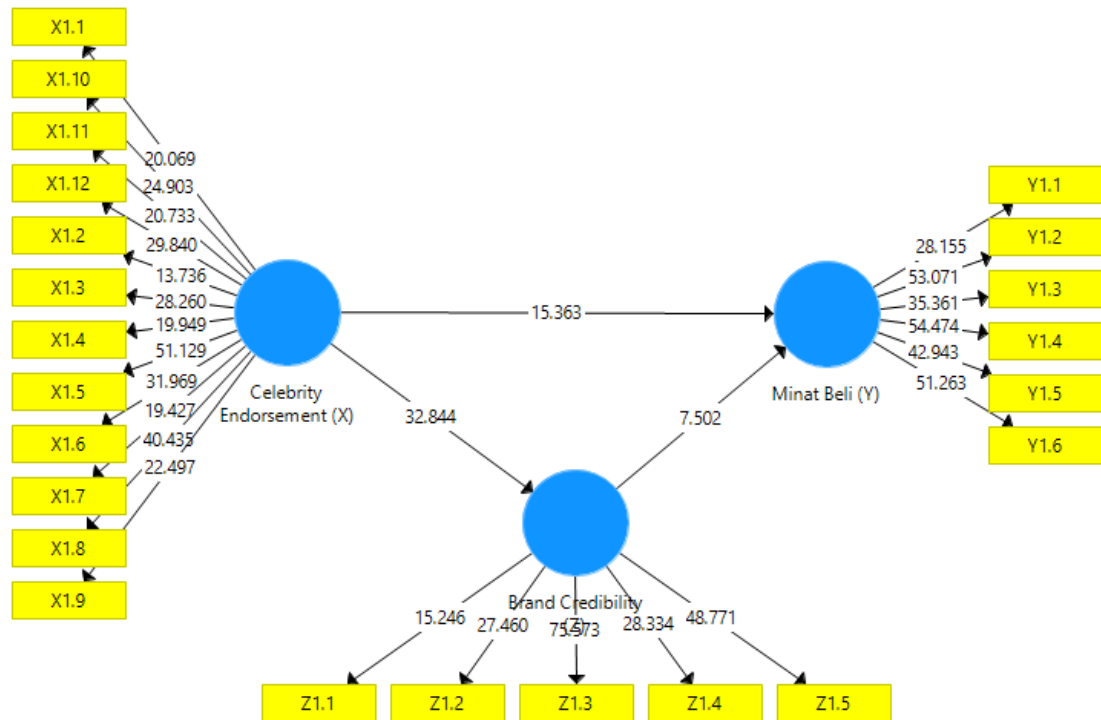 X1.1
X1.10
X1.11
X1.12
X1.2
X1.3
X1.4
X1.5
X1.6
X1.7
X1.8
X1.9
20.069
24.903
20.733
29.840
13.736
28.260
19.949
51.129
31.969
19.427
40.435
22.497
Celebrity
Endorsement (X)
15.363
32.844
7.502
Minat Beli (Y)
28.155
53.071
35.361
54.474
42.943
51.263
Y1.1
Y1.2
Y1.3
Y1.4
Y1.5
Y1.6
Brand Credibility
(Z)
15.246
27.460
28.334
48.771
Z1.1
Z1.2
Z1.3
Z1.4
Z1.5